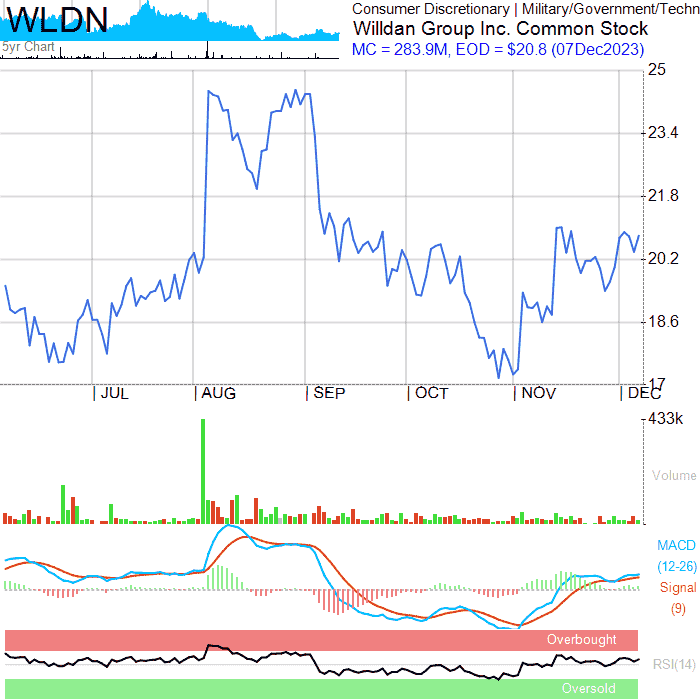 WLDN
5yr Chart
Consumer Discretionary | Military/Government/Techn
Willdan Group Inc. Common Stock
MC = 283.9M, EOD = $20.8 (07Dec2023)
25
23.4
21.8
20.2
18.6
17
JUL
AUG
SEP
OCT
NOV
DEC
433k
Volume
MACD
(12-26)
Signal
(9)
Overbought
RSI(14)
Oversold